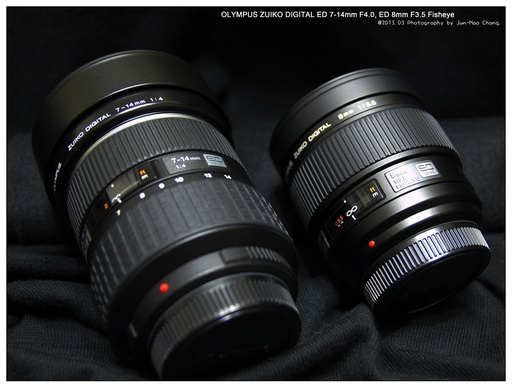 OLYMPUS ZUIKO DIGITAL ED 7-14mm F4.0, ED 8mm F3.5 Fisheye
@2013.03 Photography by Jun-Hao Chang.
ZUIKO DIGITAL 7-14mm 1:4
ZUIKO DIGITAL 8mm 1:3.5
7-14mm
1:4
7 8 10 12 14